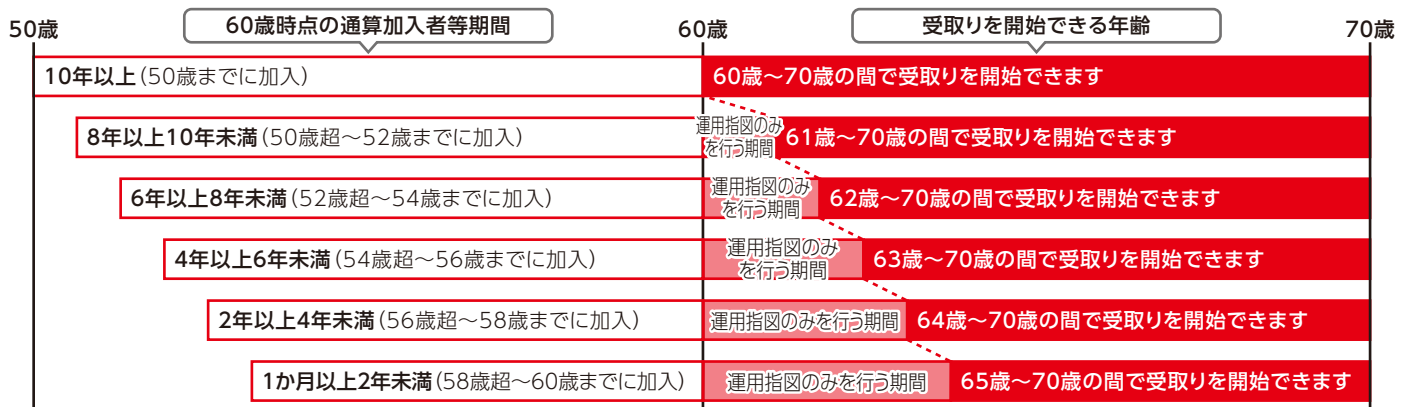 50歳 60歳時点の通算加入者等期間 60歳 受取りを開始できる年齢 70歳
10年以上(50歳までに加入) 60歳～70歳の間で受取りを開始できます
8年以上10年未満(50歳超～52歳までに加入) 運用指図のみ
を行う期間 61歳～70歳の間で受取りを開始できます
6年以上8年未満(52歳超～54歳までに加入) 運用指図のみ
を行う期間 62歳～70歳の間で受取りを開始できます
4年以上6年未満(54歳超～56歳までに加入) 運用指図のみ
を行う期間 63歳～70歳の間で受取りを開始できます
2年以上4年未満(56歳超～58歳までに加入) 運用指図のみを行う期間 64歳～70歳の間で受取りを開始できます
1か月以上2年未満(58歳超～60歳までに加入) 運用指図のみを行う期間 65歳～70歳の間で受取りを開始できます